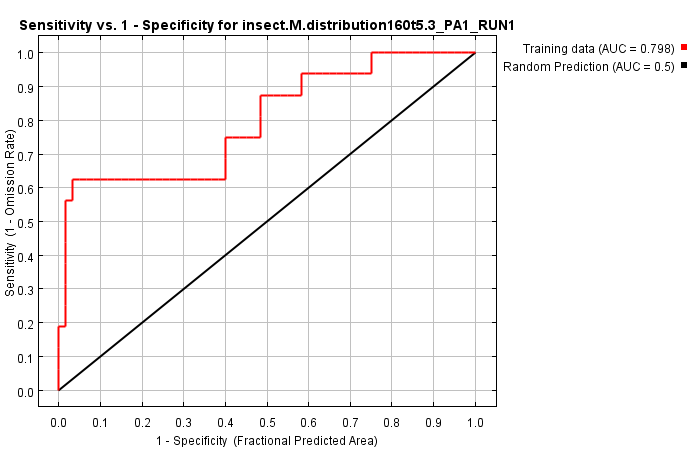 Sensitivity vs. 1 - Specificity for insect.M.distribution160t5.3_PA1_RUN1
Training data (AUC = 0.798)
Random Prediction (AUC = 0.5)
Sensitivity (1 - Omission Rate)
1.0
0.9
0.8
0.7
0.6
0.5
0.4
0.3
0.2
0.1
0.0
0.0 0.1 0.2 0.3 0.4 0.5 0.6 0.7 0.8 0.9 1.0
1 - Specificity (Fractional Predicted Area)